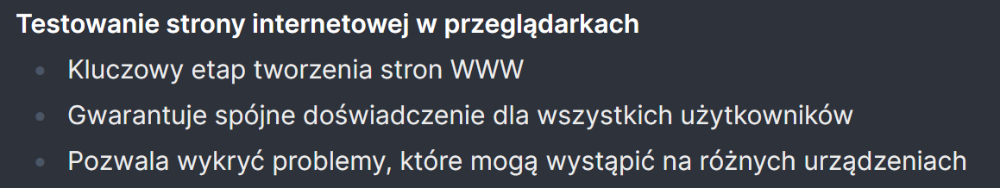 Testowanie strony internetowej w przeglądarkach
Kluczowy etap tworzenia stron WWW
Gwarantuje spójne doświadczenie dla wszystkich użytkowników
Pozwala wykryć problemy, które mogą wystąpić na różnych urządzeniach